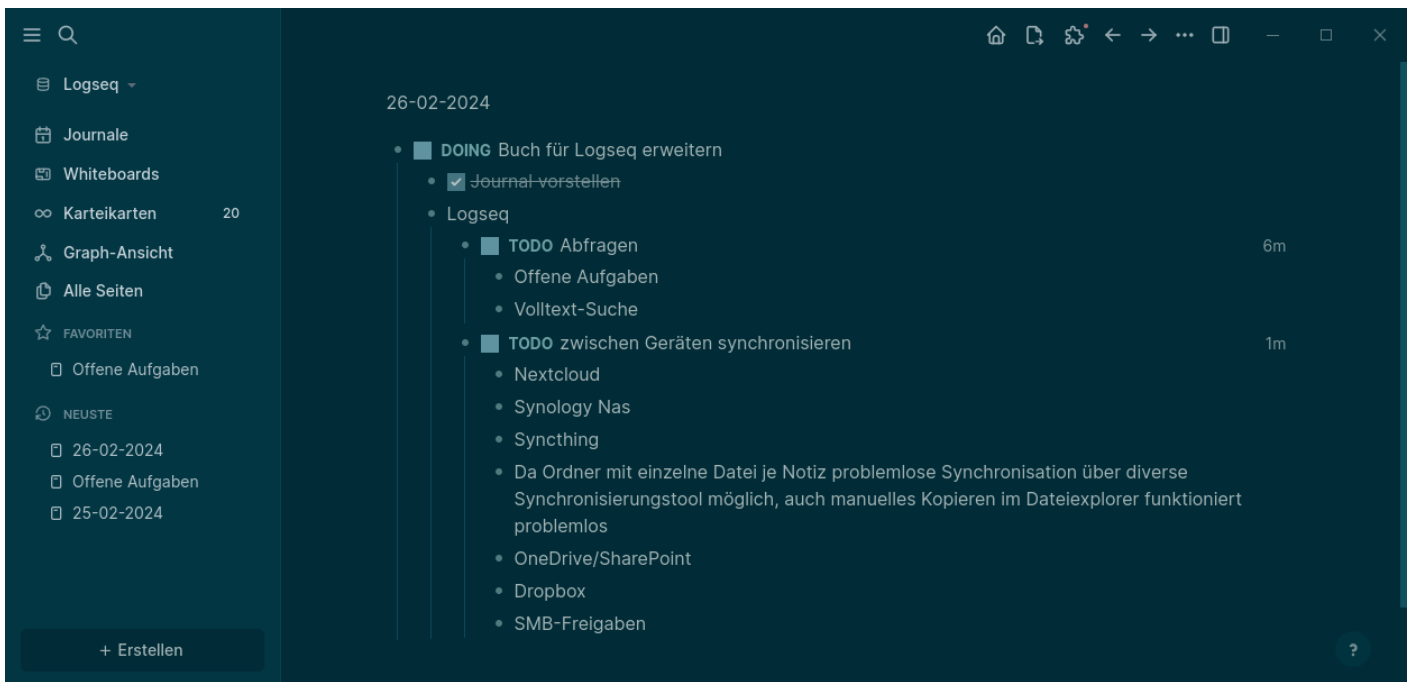 Logseq
Journale
Whiteboards
Karteikarten 20
Graph-Ansicht
Alle Seiten
FAVORITEN
Offene Aufgaben
NEUSTE
26-02-2024
Offene Aufgaben
25-02-2024
+ Erstellen
26-02-2024
DOING Buch für Logseq erweitern
Journal vorstellen
Logseq
TODO Abfragen 6m
Offene Aufgaben
Volltext-Suche
TODO zwischen Geräten synchronisieren 1m
Nextcloud
Synology Nas
Syncthing
Da Ordner mit einzelne Datei je Notiz problemlose Synchronisation über diverse
Synchronisierungstool möglich, auch manuelles Kopieren im Dateiexplorer funktioniert
problemlos
OneDrive/SharePoint
Dropbox
SMB-Freigaben
?